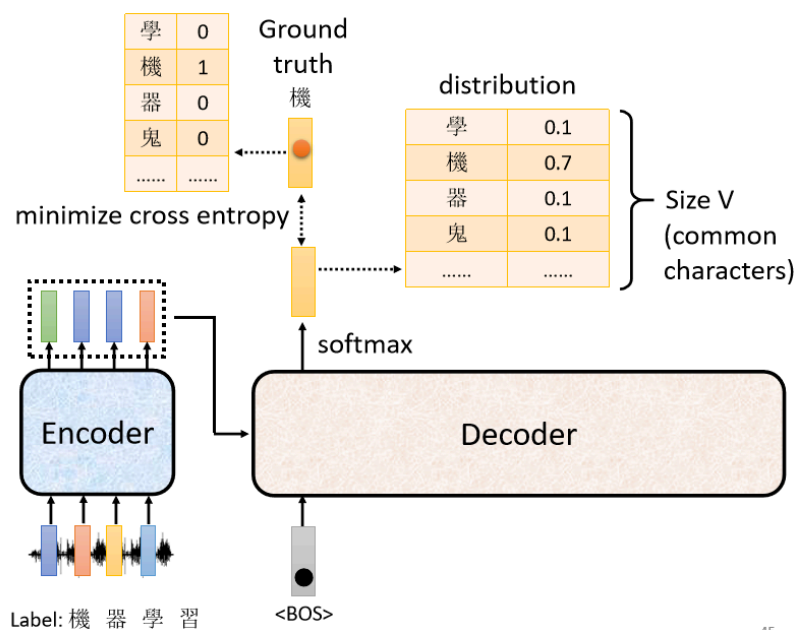 學 0
機 1
器 0
鬼 0
...... ......
Ground
truth
機
distribution
學 0.1
機 0.7
器 0.1
鬼 0.1
...... ......
Size V
(common
characters)
minimize cross entropy
softmax
Encoder
Decoder
Label: 機 器 學 習
<BOS>